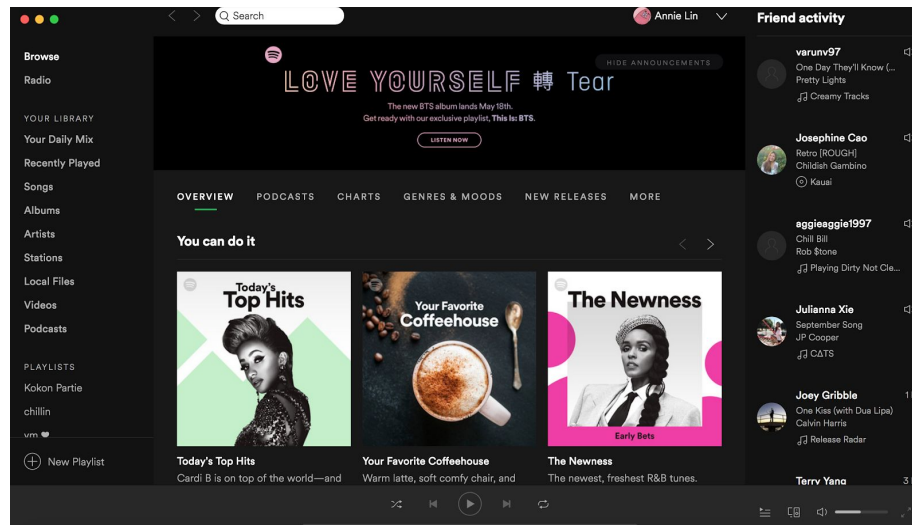 Search
Annie Lin
Browse
Radio
YOUR LIBRARY
Your Daily Mix
Recently Played
Songs
Albums
Artists
Stations
Local Files
Videos
Podcasts
PLAYLISTS
Kokon Partie
chillin
vm
New Playlist
HIDE ANNOUNCEMENTS
LOVE YOURSELF 轉 Tear
The new BTS album lands May 18th.
Get ready with our exclusive playlist, This Is: BTS.
LISTEN NOW
OVERVIEW PODCASTS CHARTS GENRES & MOODS NEW RELEASES MORE
You can do it
Today's
Top Hits
Your Favorite
Coffeehouse
The Newness
Early Bets
Today's Top Hits
Cardi B is on top of the world—and
Your Favorite Coffeehouse
Warm latte, soft comfy chair, and
The Newness
The newest, freshest R&B tunes.
Friend activity
varunv97
One Day They'll Know (...
Pretty Lights
Creamy Tracks
Josephine Cao
Retro [ROUGH]
Childish Gambino
Kauai
aggieaggie1997
Chill Bill
Rob $tone
Playing Dirty Not Cle...
Julianna Xie
September Song
JP Cooper
CΔTS
Joey Gribble
1
One Kiss (with Dua Lipa)
Calvin Harris
Release Radar
Terry Yang
3